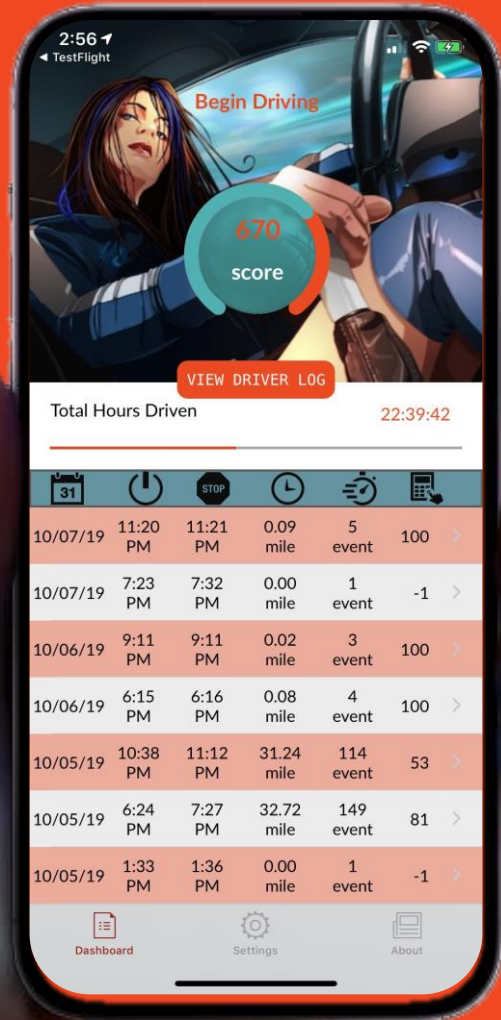 2:56
◀ TestFlight
Begin Driving
670
score
VIEW DRIVER LOG
Total Hours Driven 22:39:42
31 STOP
10/07/19 11:20 PM 11:21 PM 0.09 mile 5 event 100
10/07/19 7:23 PM 7:32 PM 0.00 mile 1 event -1
10/06/19 9:11 PM 9:11 PM 0.02 mile 3 event 100
10/06/19 6:15 PM 6:16 PM 0.08 mile 4 event 100
10/05/19 10:38 PM 11:12 PM 31.24 mile 114 event 53
10/05/19 6:24 PM 7:27 PM 32.72 mile 149 event 81
10/05/19 1:33 PM 1:36 PM 0.00 mile 1 event -1
Dashboard Settings About